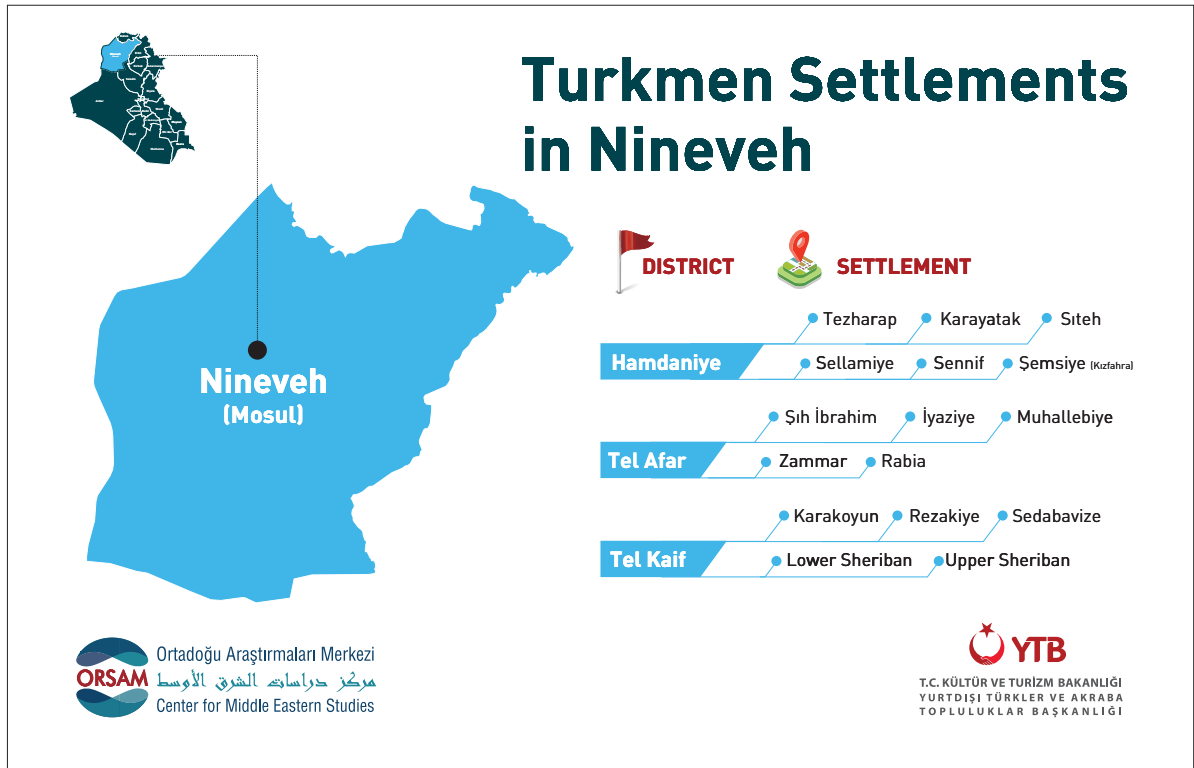 Turkmen Settlements
in Nineveh
DISTRICT
SETTLEMENT
Nineveh
(Mosul)
Hamdaniye
Tezharap
Karayatak
Sıteh
Sellamiye
Sennif
Şemsiye (Kızfahra)
Tel Afar
Şıh İbrahim
İyaziye
Muhallebiye
Zammar
Rabia
Tel Kaif
Karakoyun
Rezakiye
Sedabavize
Lower Sheriban
Upper Sheriban
ORSAM
Ortadoğu Araştırmaları Merkezi
مركز دراسات الشرق الأوسط
Center for Middle Eastern Studies
YTB
T.C. KÜLTÜR VE TURİZM BAKANLIĞI
YURTDIŞI TÜRKLER VE AKRABA
TOPLULUKLAR BAŞKANLIĞI